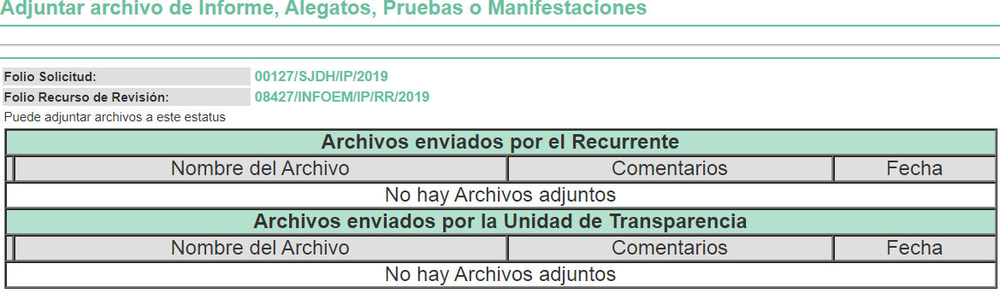 Adjuntar archivo de Informe, Alegatos, Pruebas o Manifestaciones
Folio Solicitud: 00127/SJDH/IP/2019
Folio Recurso de Revisión: 08427/INFOEM/IP/RR/2019
Puede adjuntar archivos a este estatus
Archivos enviados por el Recurrente
Nombre del Archivo Comentarios Fecha
No hay Archivos adjuntos
Archivos enviados por la Unidad de Transparencia
Nombre del Archivo Comentarios Fecha
No hay Archivos adjuntos